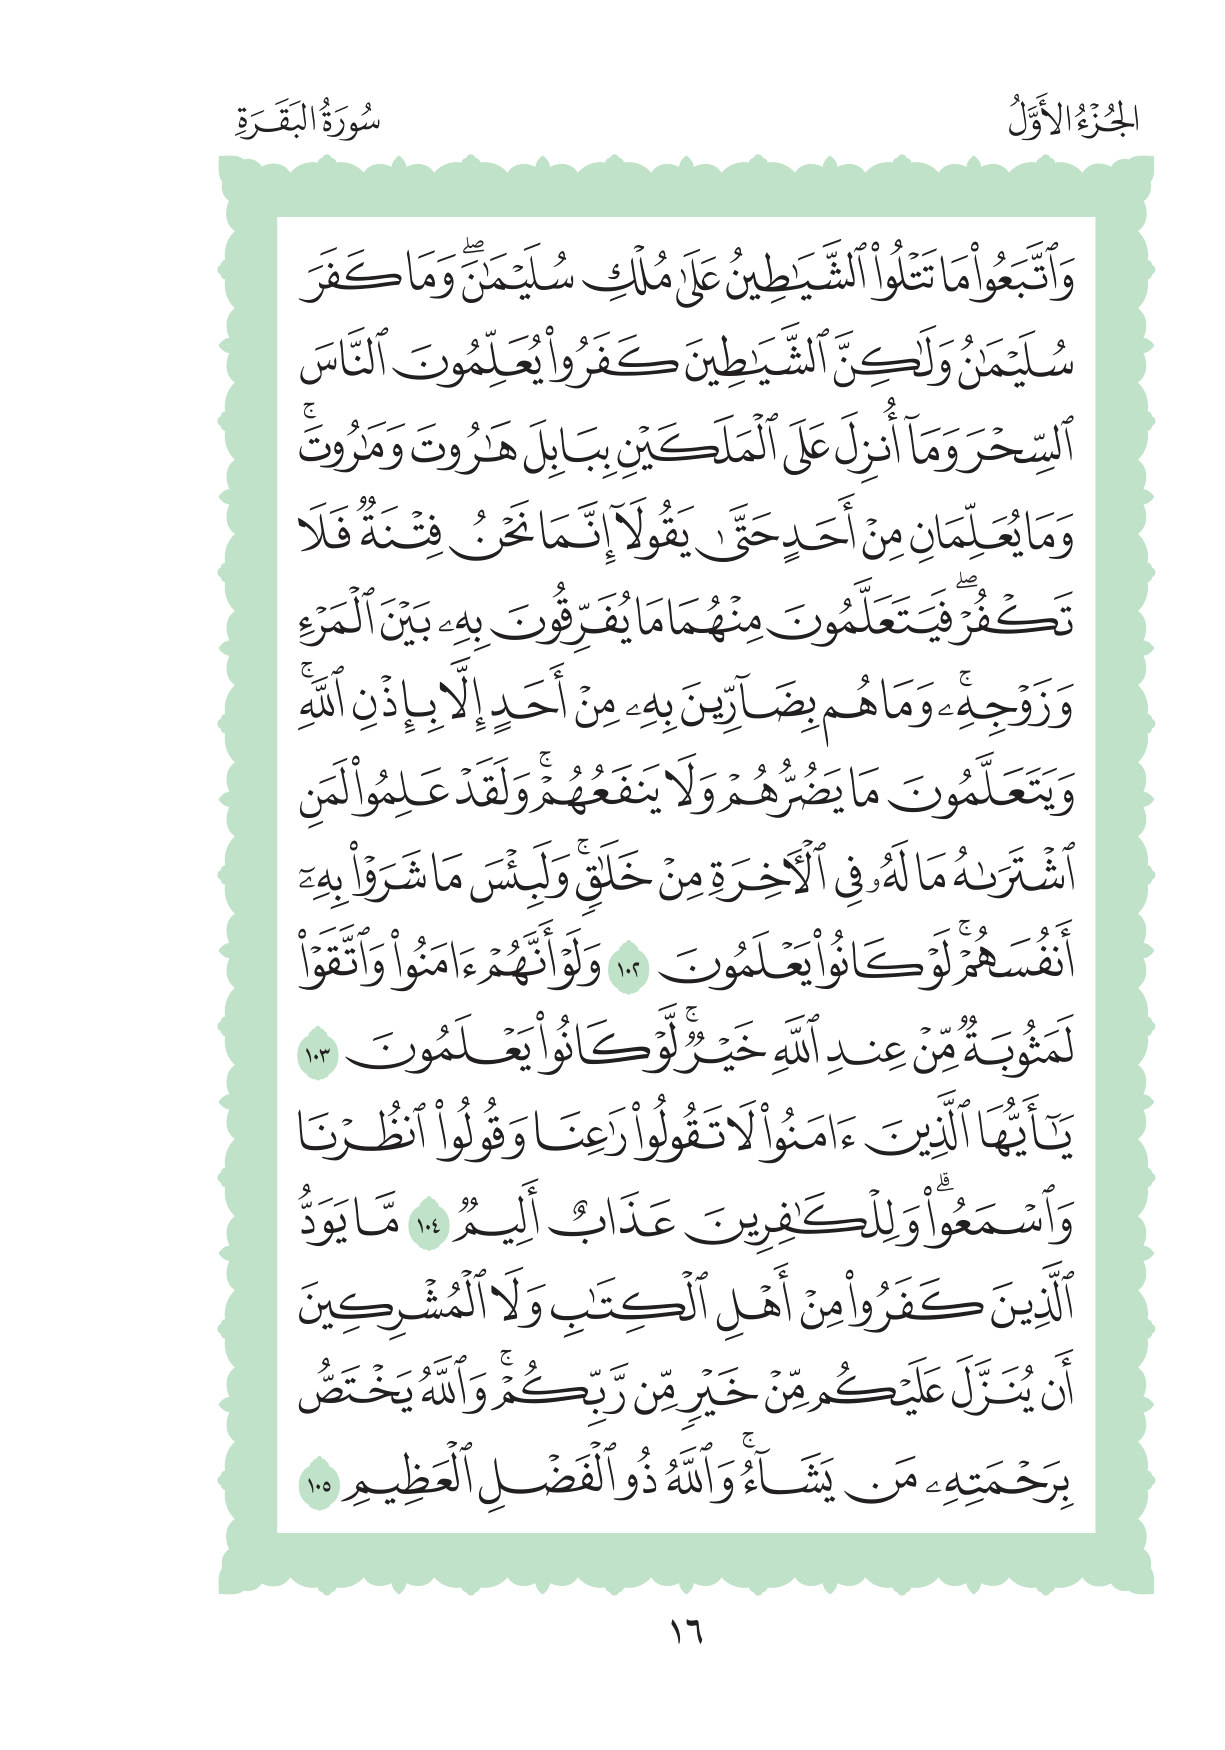 الجُزْءُ الأَوَّلُ
سُورَةُ البَقَرَةِ
وَٱتَّبَعُوا۟ مَا تَتْلُوا۟ ٱلشَّيَـٰطِينُ عَلَىٰ مُلْكِ سُلَيْمَـٰنَۖ وَمَا كَفَرَ
سُلَيْمَـٰنُ وَلَـٰكِنَّ ٱلشَّيَـٰطِينَ كَفَرُوا۟ يُعَلِّمُونَ ٱلنَّاسَ
ٱلسِّحْرَ وَمَآ أُنزِلَ عَلَى ٱلْمَلَكَيْنِ بِبَابِلَ هَـٰرُوتَ وَمَـٰرُوتَۚ
وَمَا يُعَلِّمَانِ مِنْ أَحَدٍ حَتَّىٰ يَقُولَآ إِنَّمَا نَحْنُ فِتْنَةٌ فَلَا
تَكْفُرْۖ فَيَتَعَلَّمُونَ مِنْهُمَا مَا يُفَرِّقُونَ بِهِۦ بَيْنَ ٱلْمَرْءِ
وَزَوْجِهِۦۚ وَمَا هُم بِضَآرِّينَ بِهِۦ مِنْ أَحَدٍ إِلَّا بِإِذْنِ ٱللَّهِۚ
وَيَتَعَلَّمُونَ مَا يَضُرُّهُمْ وَلَا يَنفَعُهُمْۚ وَلَقَدْ عَلِمُوا۟ لَمَنِ
ٱشْتَرَىٰهُ مَا لَهُۥ فِى ٱلْـَٔاخِرَةِ مِنْ خَلَـٰقٍۚ وَلَبِئْسَ مَا شَرَوْا۟ بِهِۦٓ
أَنفُسَهُمْۚ لَوْ كَانُوا۟ يَعْلَمُونَ ١٠٢ وَلَوْ أَنَّهُمْ ءَامَنُوا۟ وَٱتَّقَوْا۟
لَمَثُوبَةٌ مِّنْ عِندِ ٱللَّهِ خَيْرٌۚ لَّوْ كَانُوا۟ يَعْلَمُونَ ١٠٣
يَـٰٓأَيُّهَا ٱلَّذِينَ ءَامَنُوا۟ لَا تَقُولُوا۟ رَٰعِنَا وَقُولُوا۟ ٱنظُرْنَا
وَٱسْمَعُوا۟ۗ وَلِلْكَـٰفِرِينَ عَذَابٌ أَلِيمٌ ١٠٤ مَّا يَوَدُّ
ٱلَّذِينَ كَفَرُوا۟ مِنْ أَهْلِ ٱلْكِتَـٰبِ وَلَا ٱلْمُشْرِكِينَ
أَن يُنَزَّلَ عَلَيْكُم مِّنْ خَيْرٍ مِّن رَّبِّكُمْۚ وَٱللَّهُ يَخْتَصُّ
بِرَحْمَتِهِۦ مَن يَشَآءُۚ وَٱللَّهُ ذُو ٱلْفَضْلِ ٱلْعَظِيمِ ١٠٥
١٦